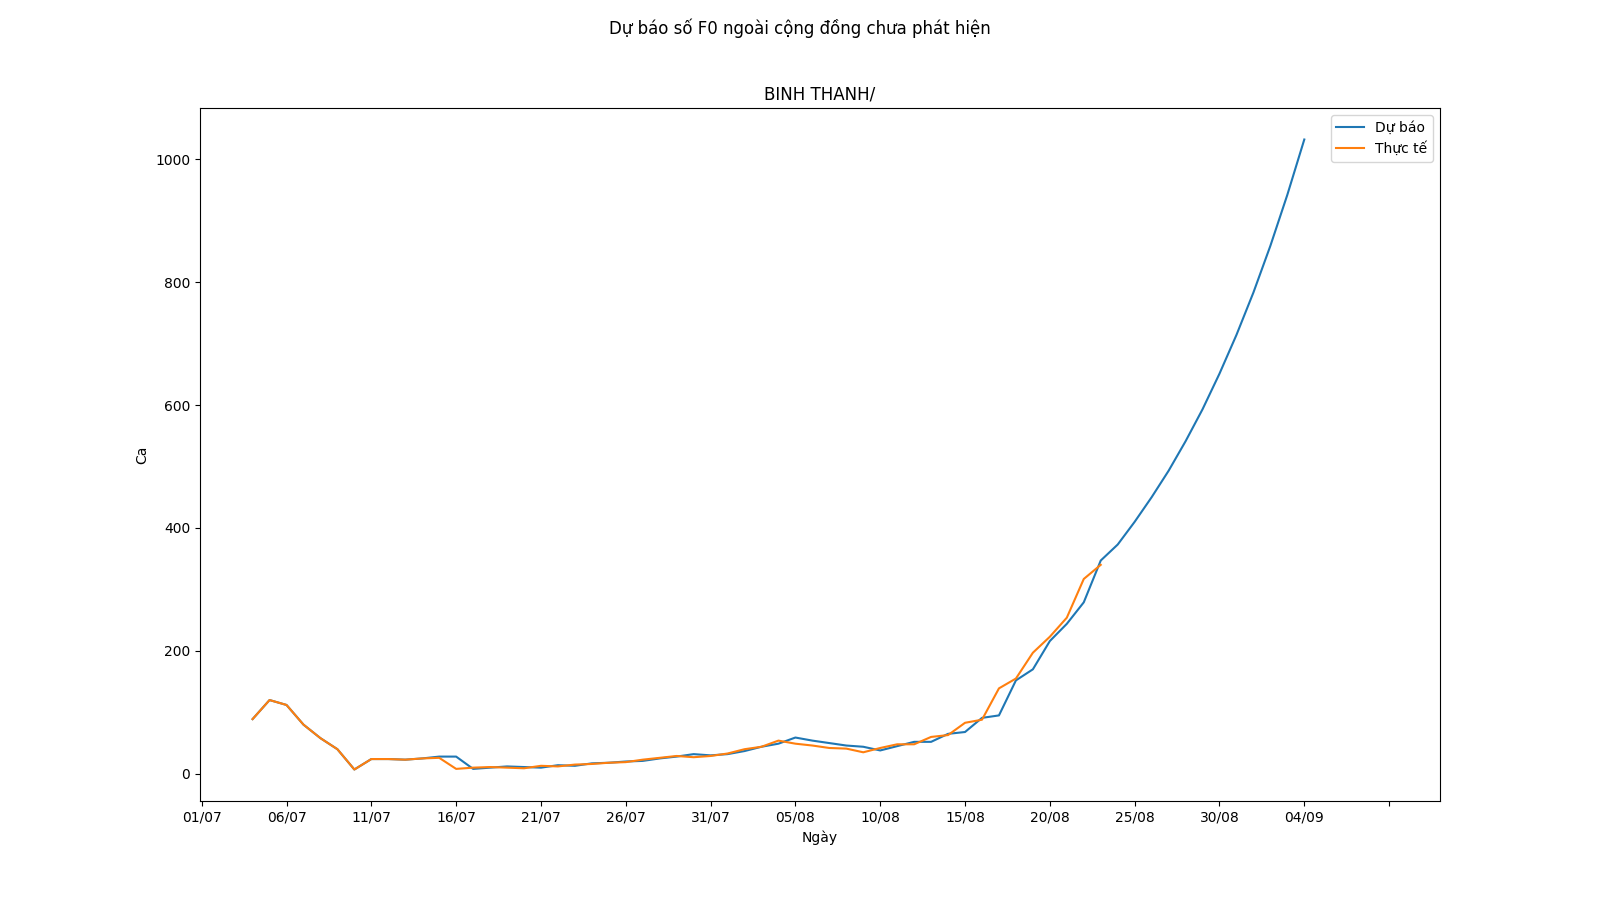 Dự báo số F0 ngoài cộng đồng chưa phát hiện
BINH THANH/
Dự báo
Thực tế
1000
800
600
400
200
0
Ca
01/07 06/07 11/07 16/07 21/07 26/07 31/07 05/08 10/08 15/08 20/08 25/08 30/08 04/09
Ngày